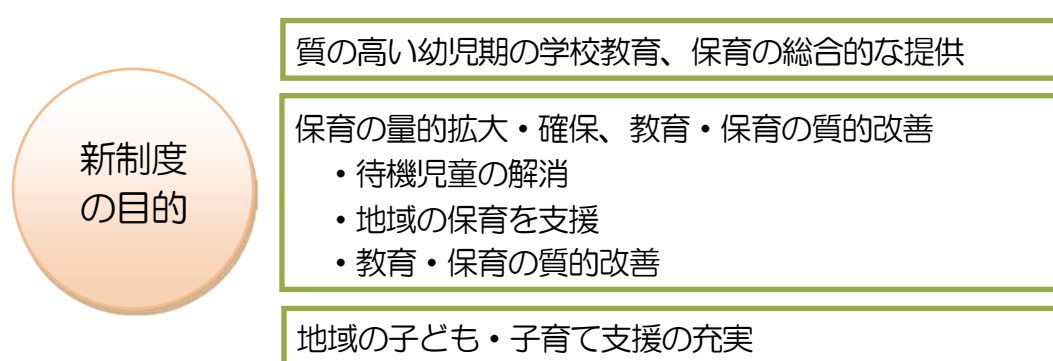 新制度
の目的
質の高い幼児期の学校教育、保育の総合的な提供
保育の量的拡大・確保、教育・保育の質的改善
・待機児童の解消
・地域の保育を支援
・教育・保育の質的改善
地域の子ども・子育て支援の充実